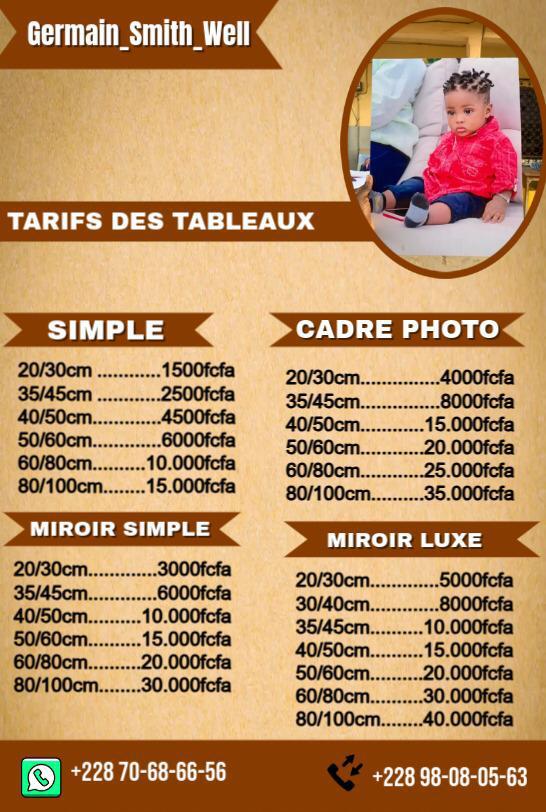 Germain_Smith_Well
TARIFS DES TABLEAUX
SIMPLE
20/30cm ............1500fcfa
35/45cm ............2500fcfa
40/50cm.............4500fcfa
50/60cm.............6000fcfa
60/80cm..........10.000fcfa
80/100cm........15.000fcfa
CADRE PHOTO
20/30cm...............4000fcfa
35/45cm...............8000fcfa
40/50cm............15.000fcfa
50/60cm............20.000fcfa
60/80cm............25.000fcfa
80/100cm..........35.000fcfa
MIROIR SIMPLE
20/30cm.............3000fcfa
35/45cm.............6000fcfa
40/50cm..........10.000fcfa
50/60cm..........15.000fcfa
60/80cm..........20.000fcfa
80/100cm........30.000fcfa
MIROIR LUXE
20/30cm.............5000fcfa
30/40cm.............8000fcfa
35/45cm..........10.000fcfa
40/50cm..........15.000fcfa
50/60cm..........20.000fcfa
60/80cm..........30.000fcfa
80/100cm........40.000fcfa
+228 70-68-66-56
+228 98-08-05-63